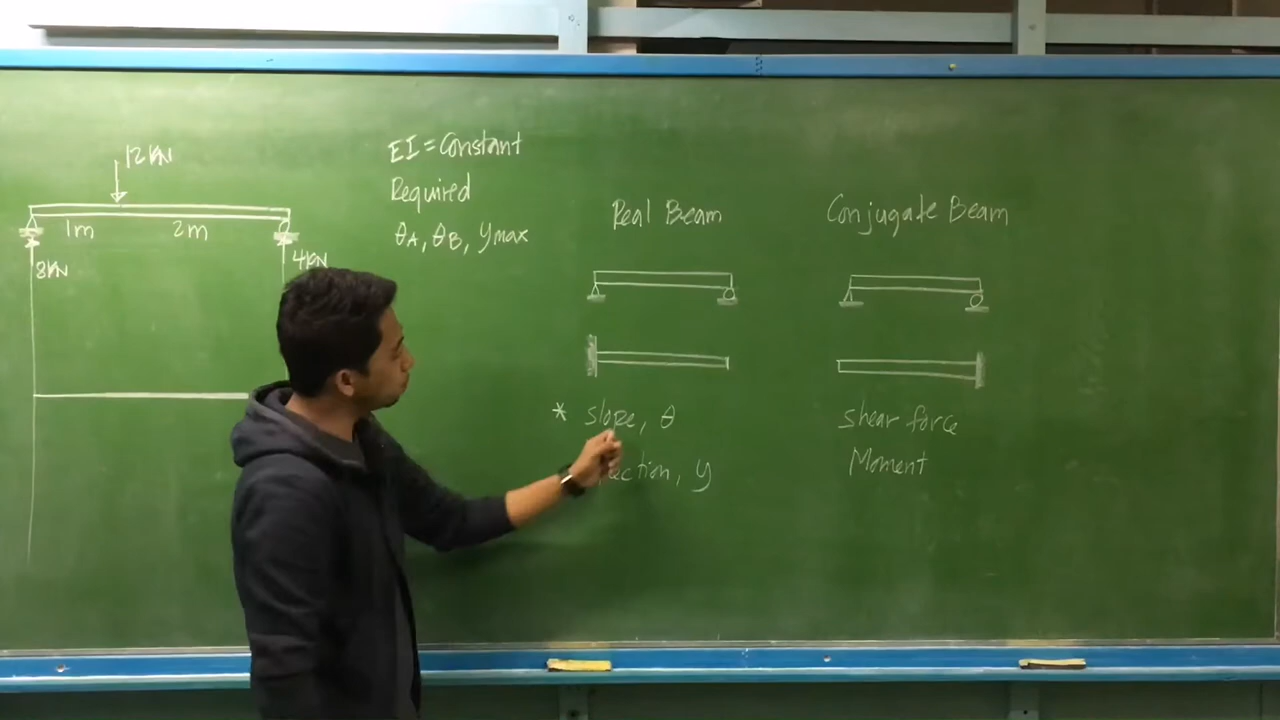 12KN
1m 2m
8KN
4KN
EI = Constant
Required
θA, θB, ymax
Real Beam
Conjugate Beam
* slope, θ
shear force
ection, y
Moment